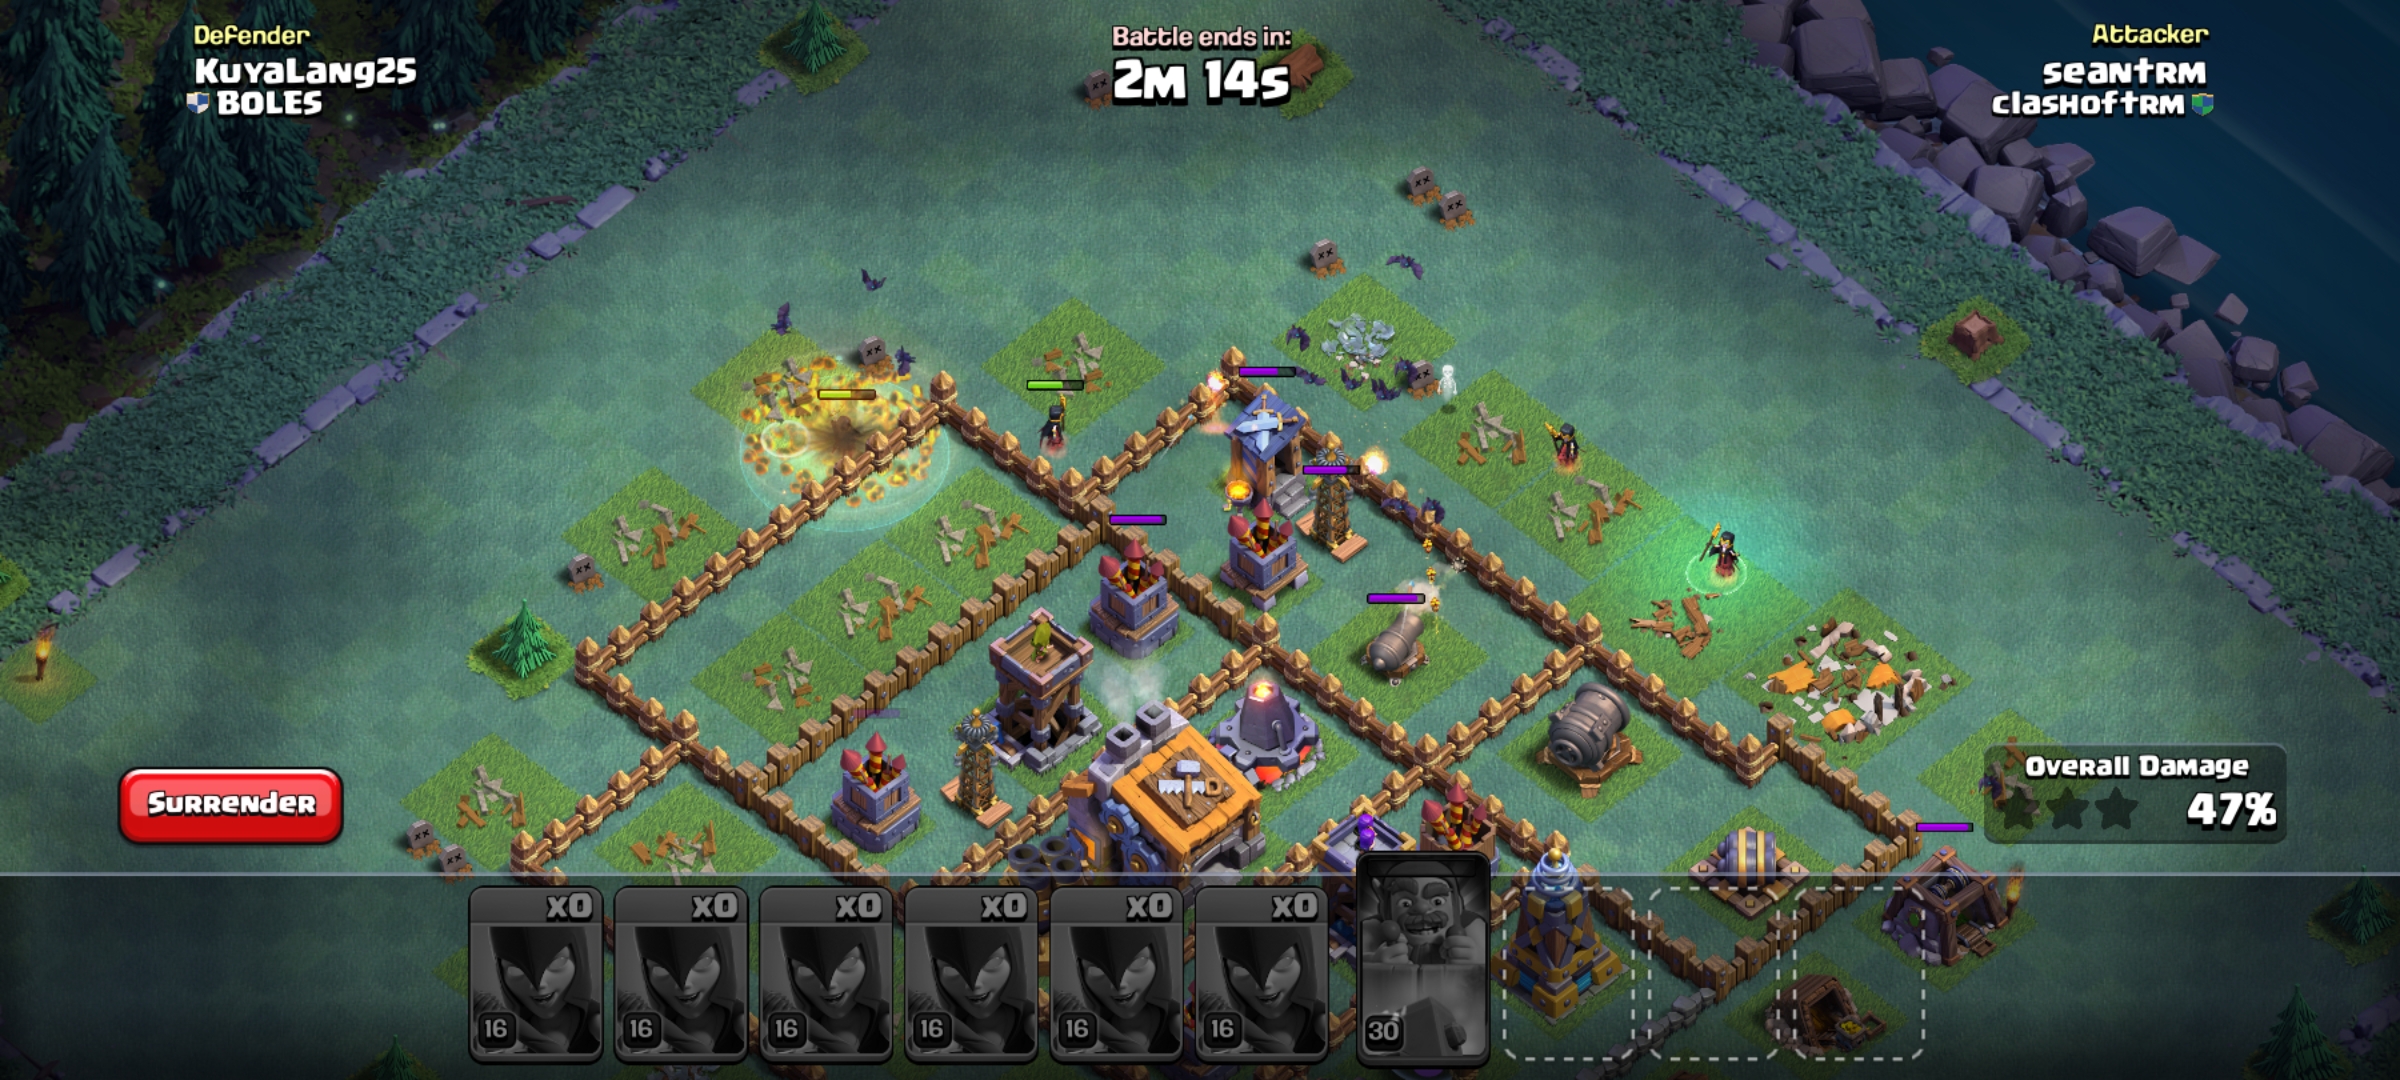 Defender
KuyaLang25
BOLES
Battle ends in:
2M 14s
Attacker
seantRM
clashoftRM
Surrender
Overall Damage
47%
x0
x0
x0
x0
x0
x0
16
16
16
16
16
16
30